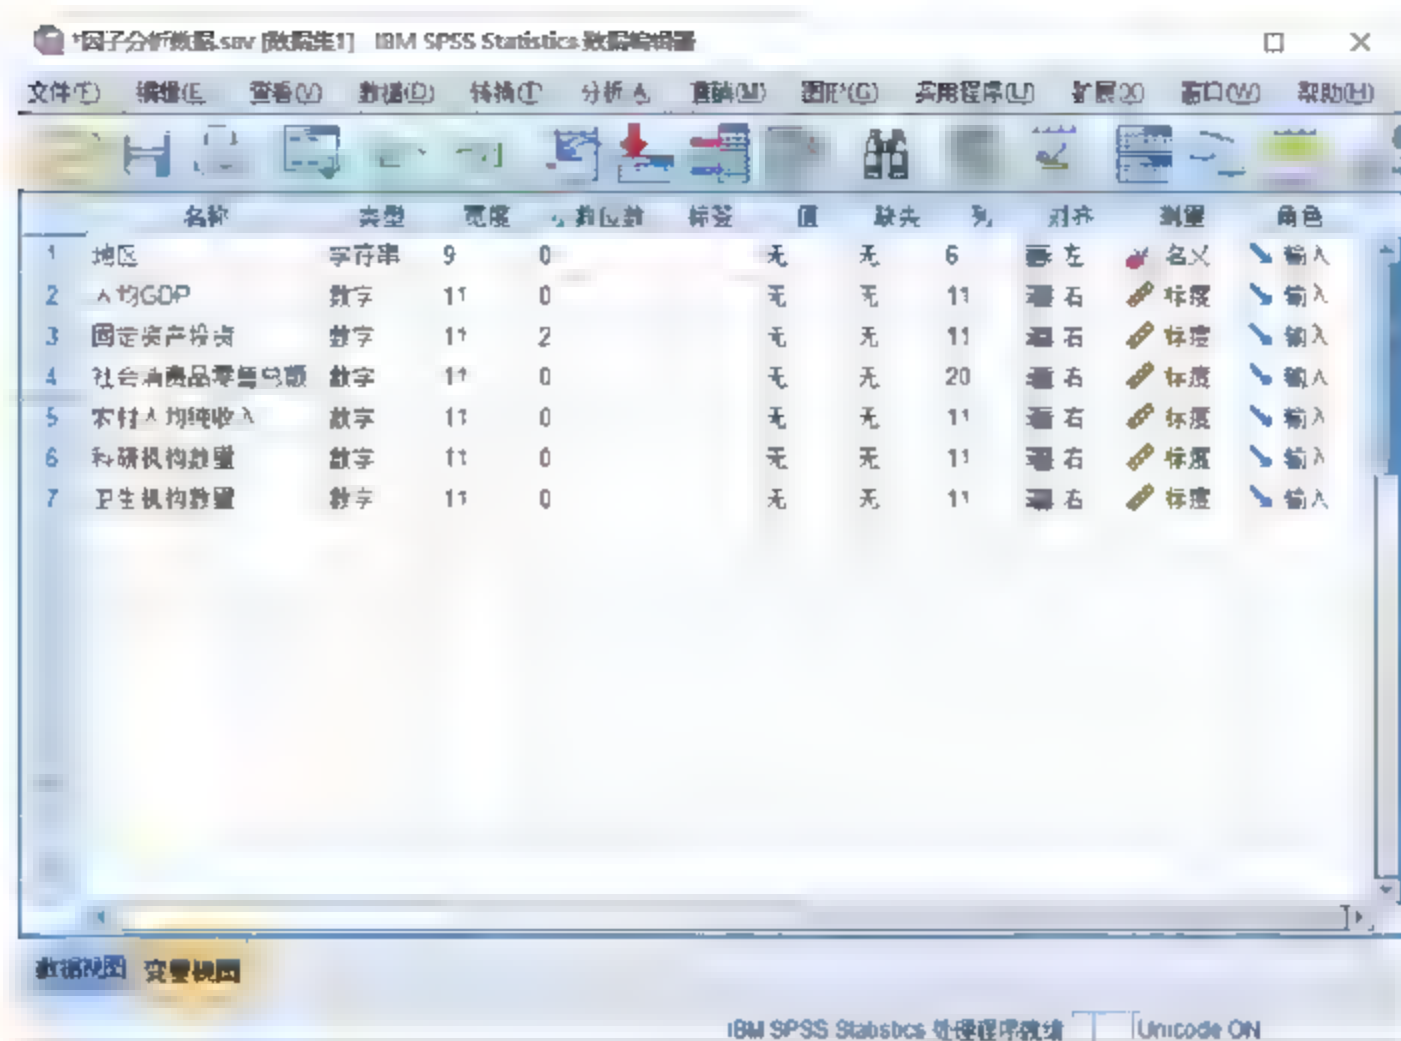 *因子分析数据.sav [数据集1] IBM SPSS Statistics 数据编辑器
文件(F) 编辑(E 查看(V) 数据(D) 转换(T 分析 A 直销(M) 图形(G) 实用程序(U) 扩展(X) 窗口(W) 帮助(H)
名称 类型 宽度 小数位数 标签 值 缺失 列 对齐 测量 角色
1 地区 字符串 9 0 无 无 6 左 名义 输入
2 人均GDP 数字 11 0 无 无 11 右 标度 输入
3 固定资产投资 数字 11 2 无 无 11 右 标度 输入
4 社会消费品零售总额 数字 11 0 无 无 20 右 标度 输入
5 农村人均纯收入 数字 11 0 无 无 11 右 标度 输入
6 科研机构数量 数字 11 0 无 无 11 右 标度 输入
7 卫生机构数量 数字 11 0 无 无 11 右 标度 输入
数据视图 变量视图
IBM SPSS Statistics 处理程序就绪 Unicode ON